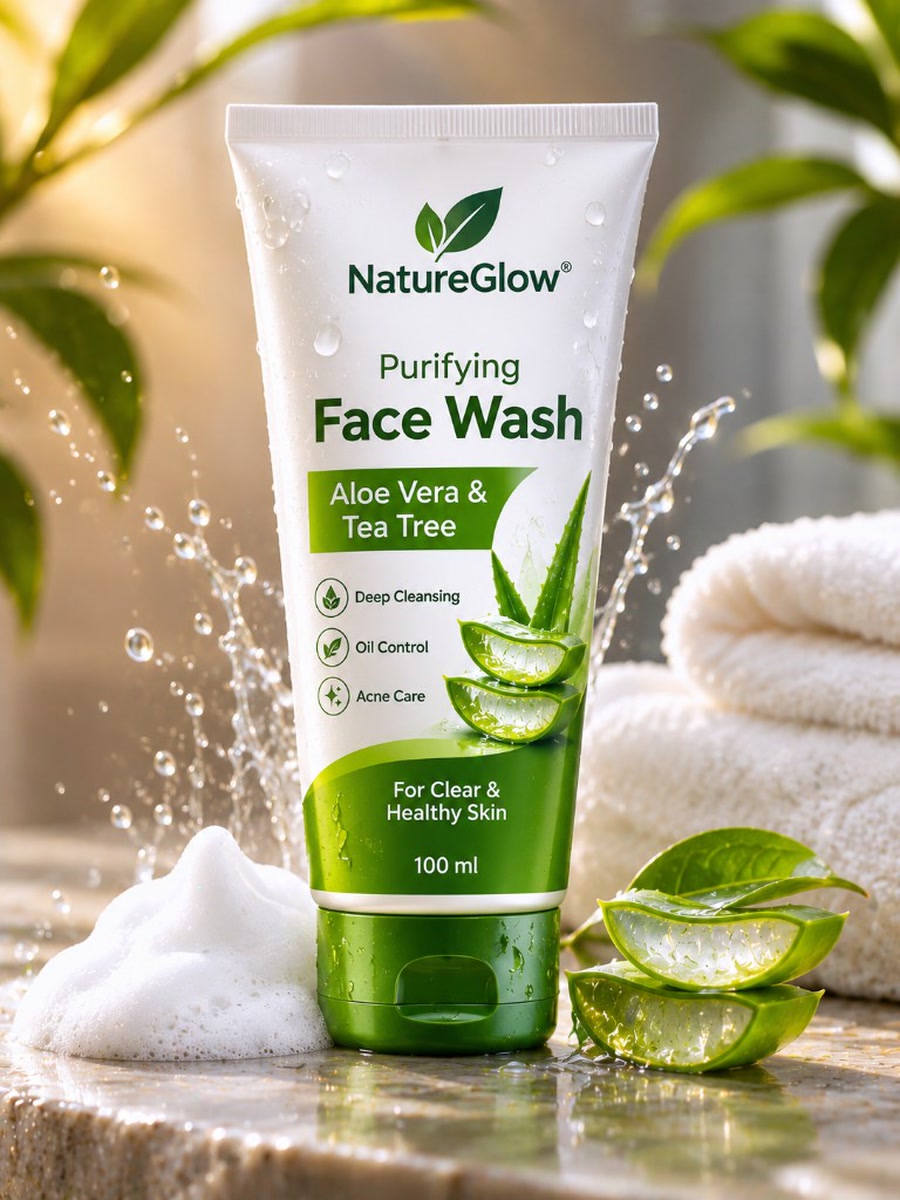 NatureGlow®
Purifying
Face Wash
Aloe Vera &
Tea Tree
Deep Cleansing
Oil Control
Acne Care
For Clear &
Healthy Skin
100 ml